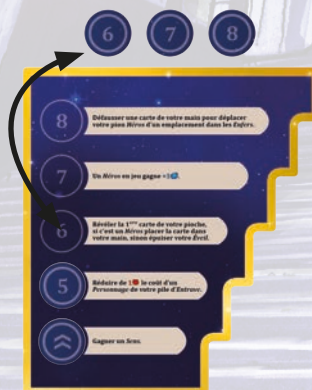 6 7 8
8
Défausser une carte de votre main pour déplacer
votre pion Héros d'un emplacement dans les Enfers.
7
Un Héros en jeu gagne +1
6
Révéler la 1ère carte de votre pioche,
si c'est un Héros placer la carte dans
votre main, sinon épuiser votre Éveil.
5
Réduire de 1 le coût d'un
Personnage de votre pile d'Entrave.
Gagner un Sens.